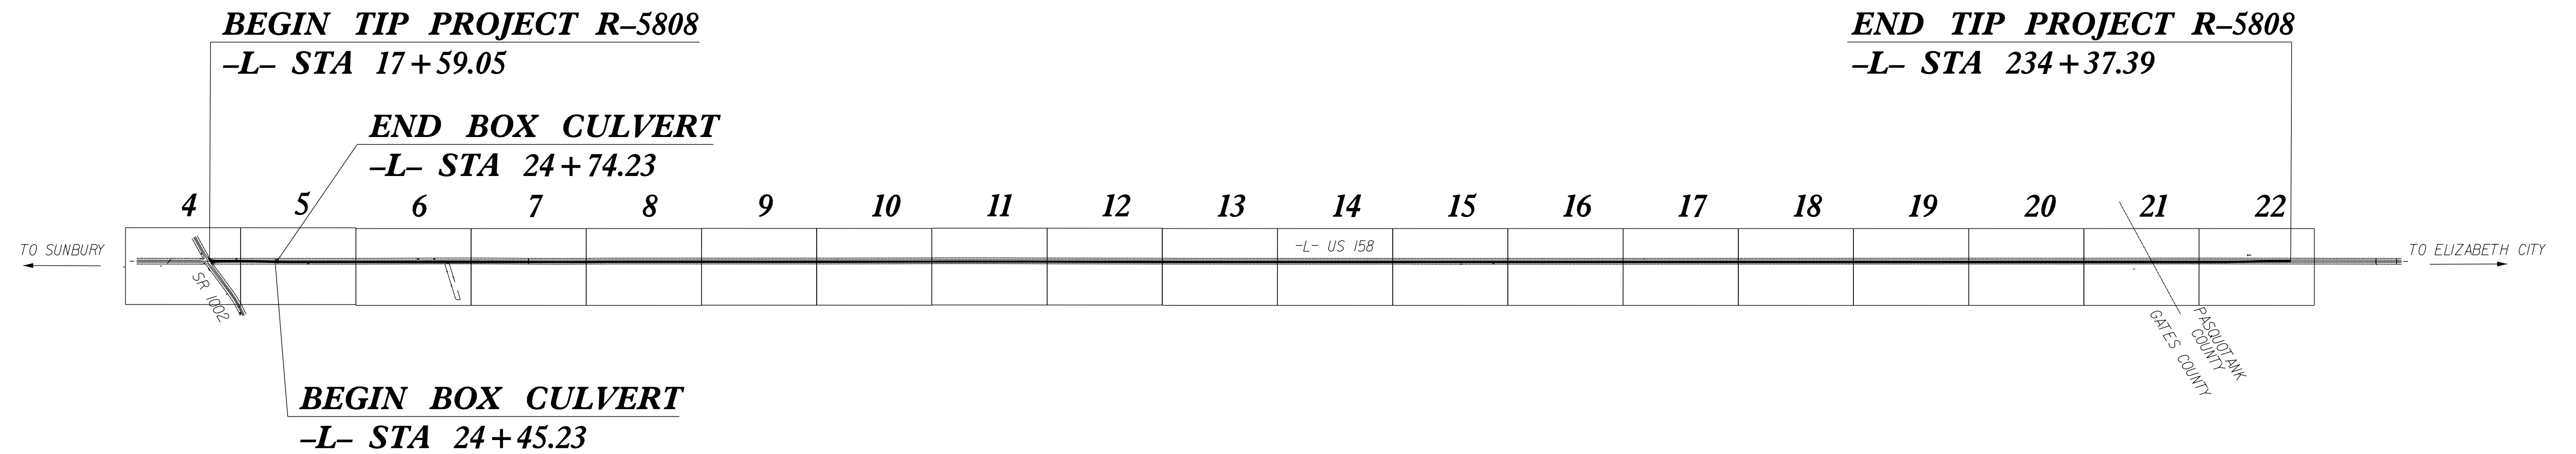 BEGIN TIP PROJECT R–5808
–L– STA 17+59.05
END TIP PROJECT R–5808
–L– STA 234+37.39
END BOX CULVERT
–L– STA 24+74.23
4 5 6 7 8 9 10 11 12 13 14 15 16 17 18 19 20 21 22
TO SUNBURY
-L- US 158
TO ELIZABETH CITY
SR 1002
PASQUOTANK
COUNTY
GATES COUNTY
BEGIN BOX CULVERT
–L– STA 24+45.23